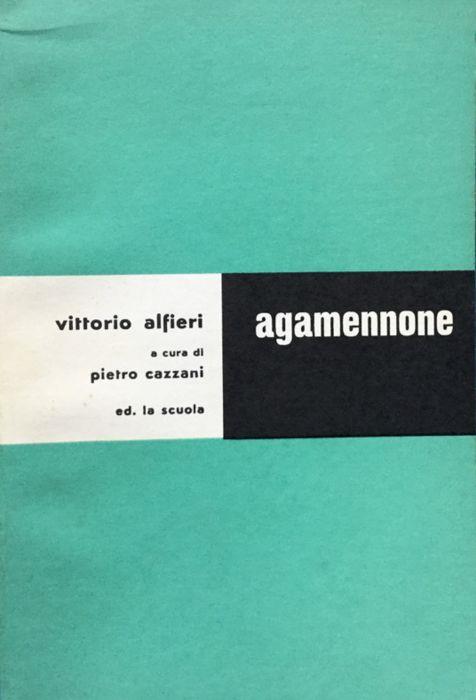 vittorio alfieri
a cura di
pietro cazzani
ed. la scuola
agamennone